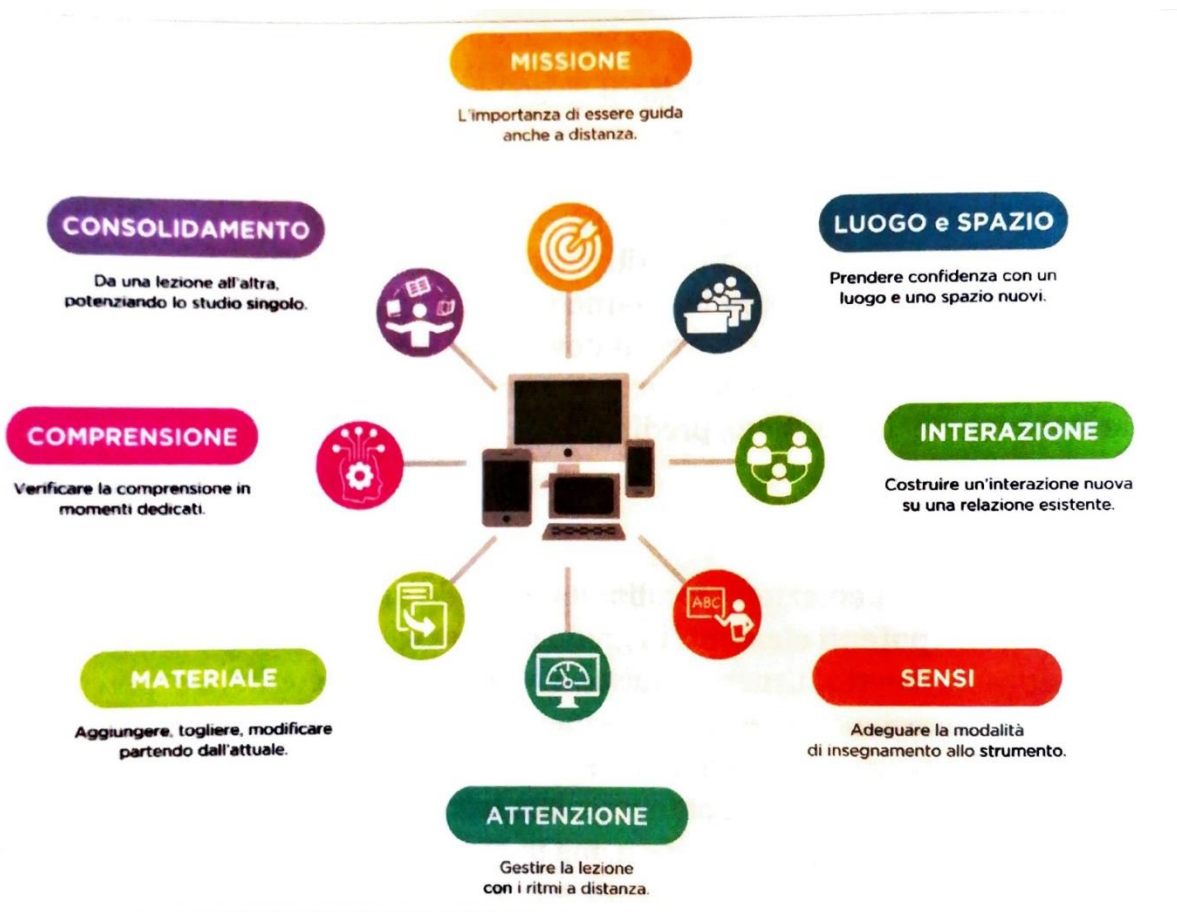 MISSIONE
L'importanza di essere guida
anche a distanza.
LUOGO e SPAZIO
Prendere confidenza con un
luogo e uno spazio nuovi.
INTERAZIONE
Costruire un'interazione nuova
su una relazione esistente.
SENSI
Adeguare la modalità
di insegnamento allo strumento.
ATTENZIONE
Gestire la lezione
con i ritmi a distanza.
MATERIALE
Aggiungere, togliere, modificare
partendo dall'attuale.
COMPRENSIONE
Verificare la comprensione in
momenti dedicati.
CONSOLIDAMENTO
Da una lezione all'altra,
potenziando lo studio singolo.
ABC